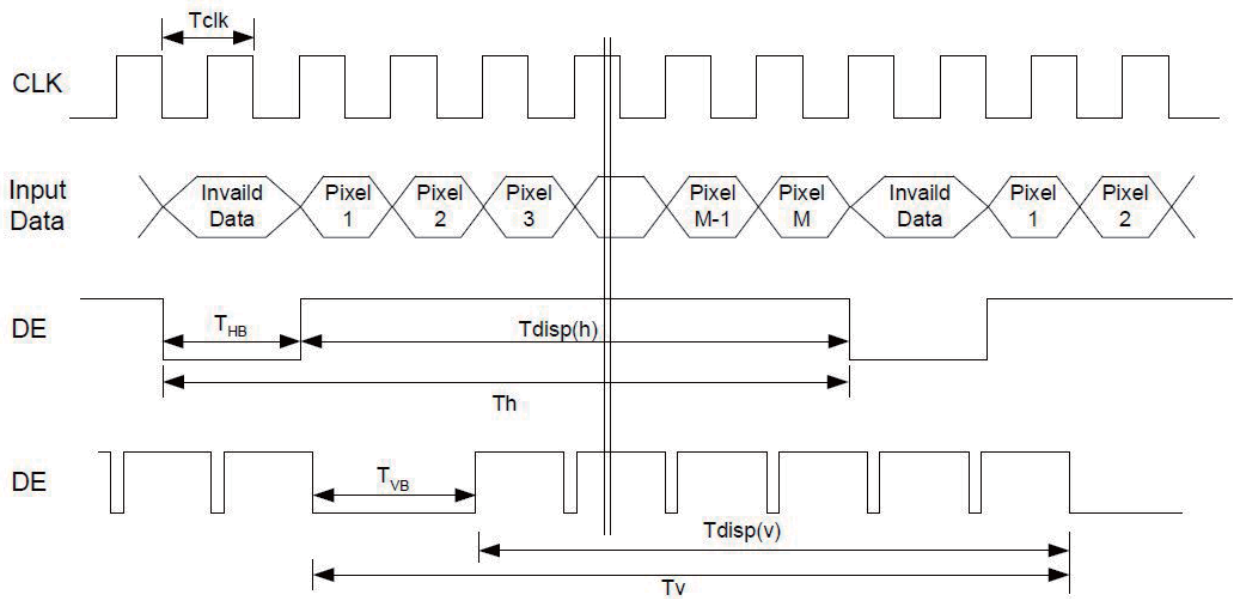 Tclk
CLK
Input
Data
Invaild
Data
Pixel
1
Pixel
2
Pixel
3
Pixel
M-1
Pixel
M
Invaild
Data
Pixel
1
Pixel
2
DE
THB
Tdisp(h)
Th
DE
TVB
Tdisp(v)
Tv